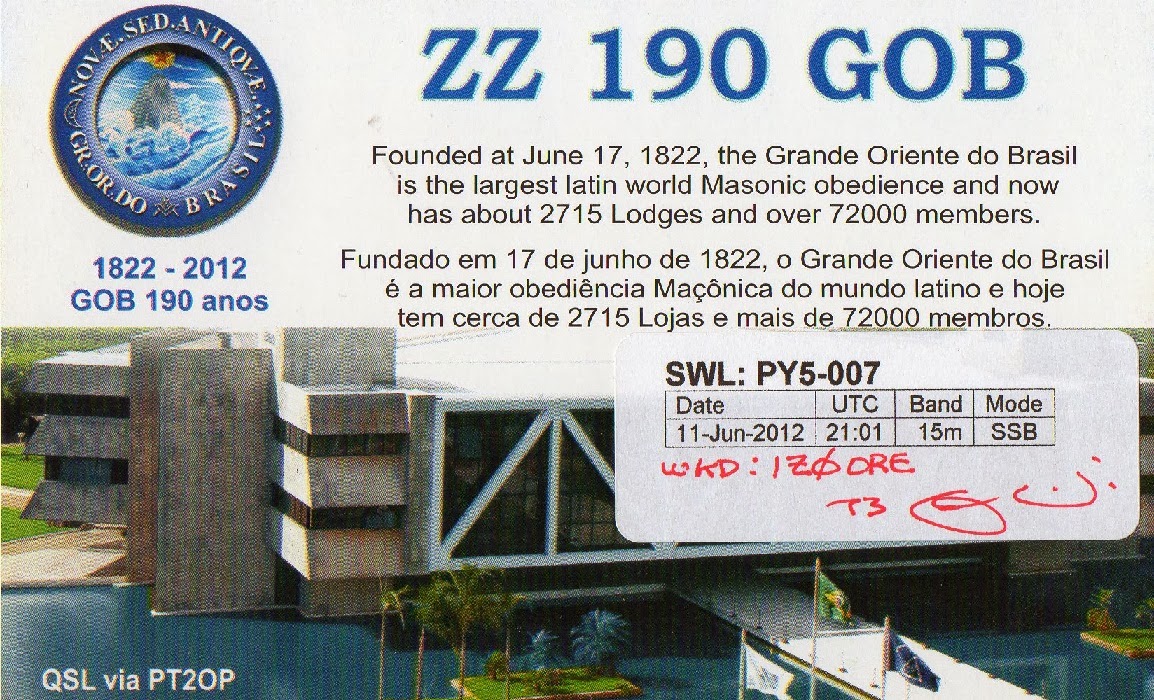 NOVÆ.SED.ANTIQVÆ.
GR.OR.DO BRASIL
ZZ 190 GOB
Founded at June 17, 1822, the Grande Oriente do Brasil
is the largest latin world Masonic obedience and now
has about 2715 Lodges and over 72000 members.
1822 - 2012
GOB 190 anos
Fundado em 17 de junho de 1822, o Grande Oriente do Brasil
é a maior obediência Maçônica do mundo latino e hoje
tem cerca de 2715 Lojas e mais de 72000 membros.
SWL: PY5-007
Date UTC Band Mode
11-Jun-2012 21:01 15m SSB
WKD: IZØORE
73
QSL via PT2OP